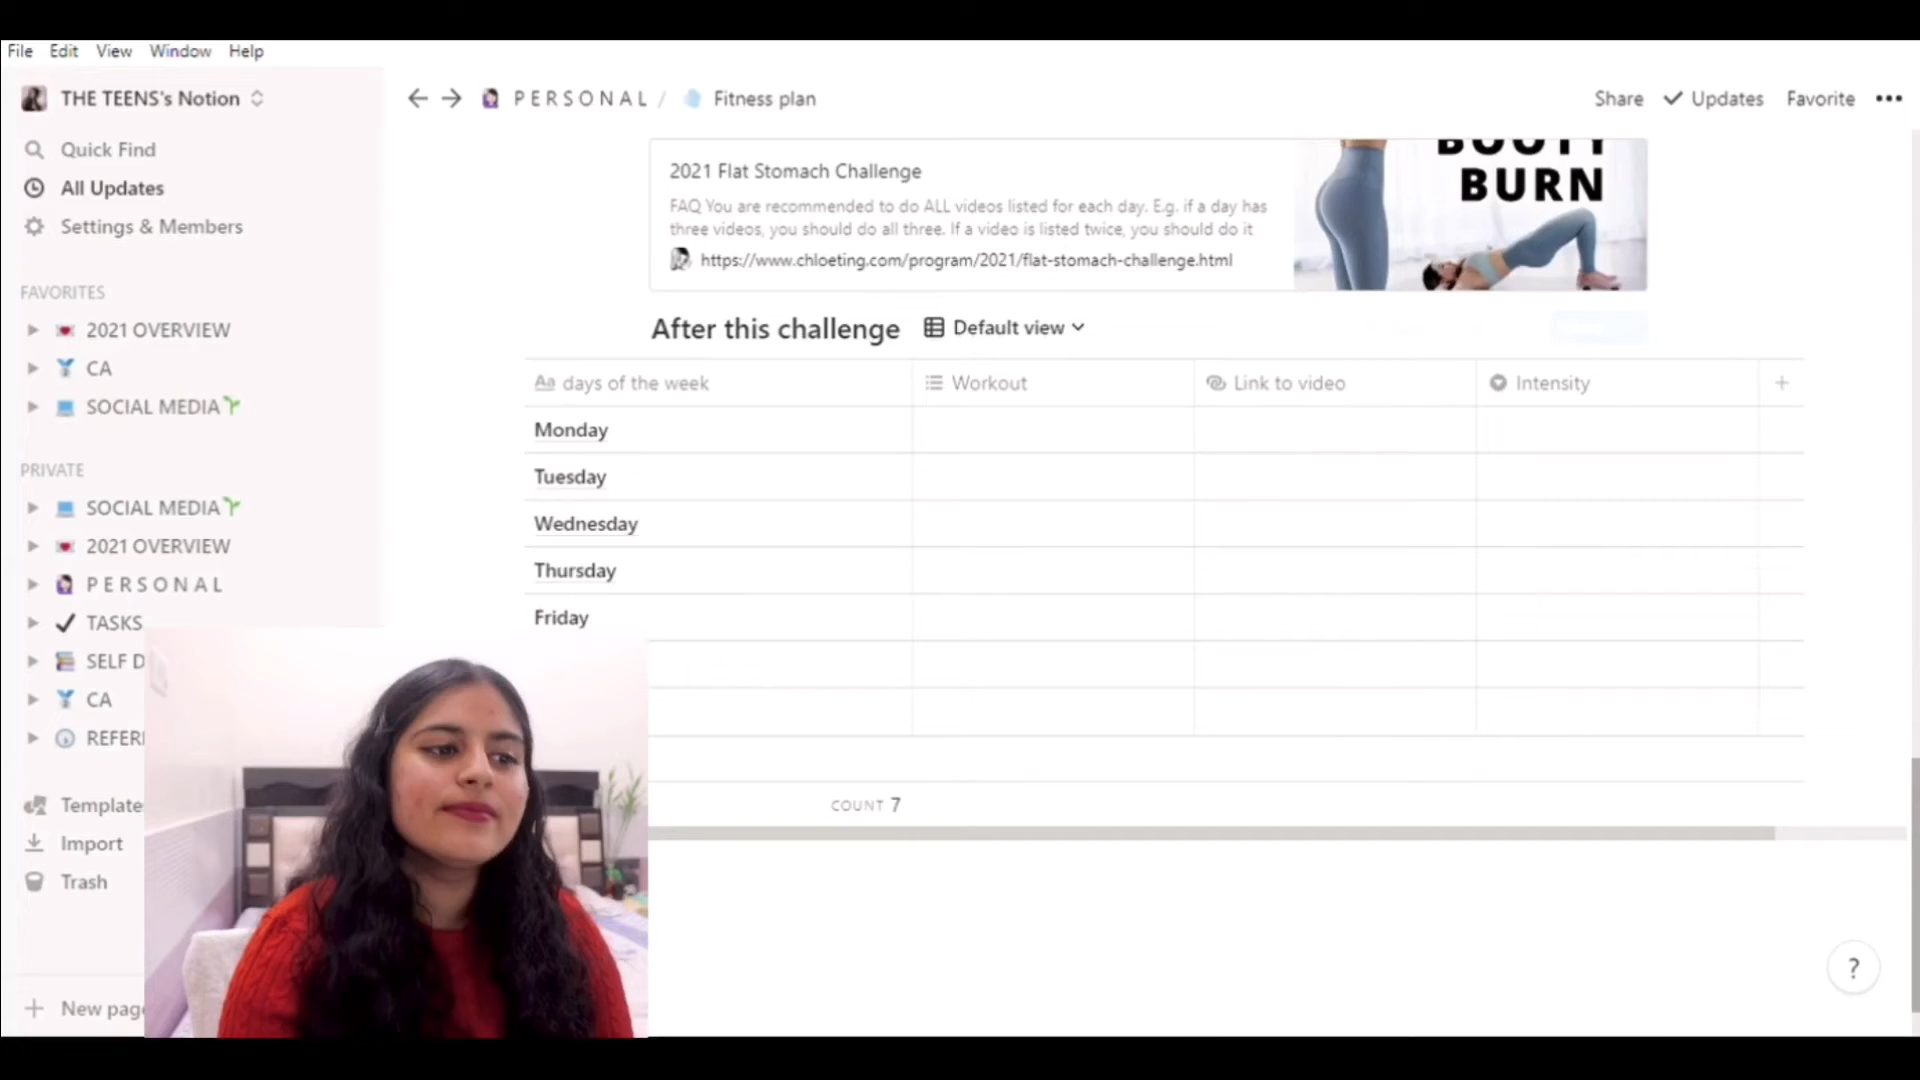 File Edit View Window Help
THE TEENS's Notion
PERSONAL / Fitness plan
Share Updates Favorite
Quick Find
All Updates
Settings & Members
FAVORITES
2021 OVERVIEW
CA
SOCIAL MEDIA
PRIVATE
SOCIAL MEDIA
2021 OVERVIEW
PERSONAL
TASKS
SELF D
CA
REFER
Template
Import
Trash
New page
2021 Flat Stomach Challenge
FAQ You are recommended to do ALL videos listed for each day. E.g. if a day has
three videos, you should do all three. If a video is listed twice, you should do it
https://www.chloeting.com/program/2021/flat-stomach-challenge.html
BOOTY
BURN
After this challenge Default view
Aa days of the week Workout Link to video Intensity +
Monday
Tuesday
Wednesday
Thursday
Friday
COUNT 7
?